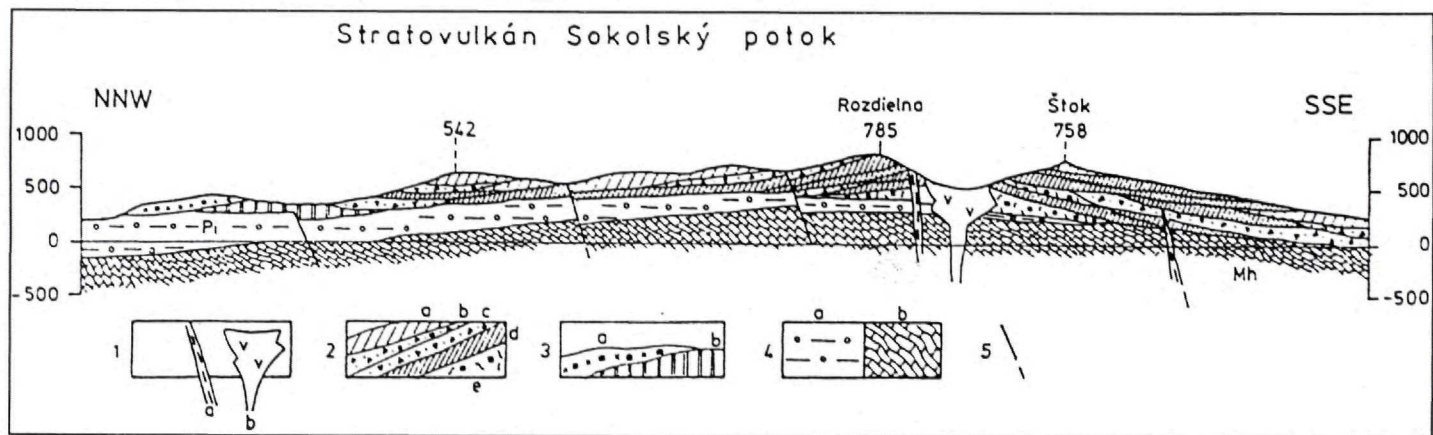 Stratovulkán Sokolský potok
NNW
SSE
542
Rozdielna
785
Štok
758
1000
500
0
-500
1000
500
0
-500
Pi
Mh
1
a
b
2
a b c
d
e
3
a
b
4
a b
5